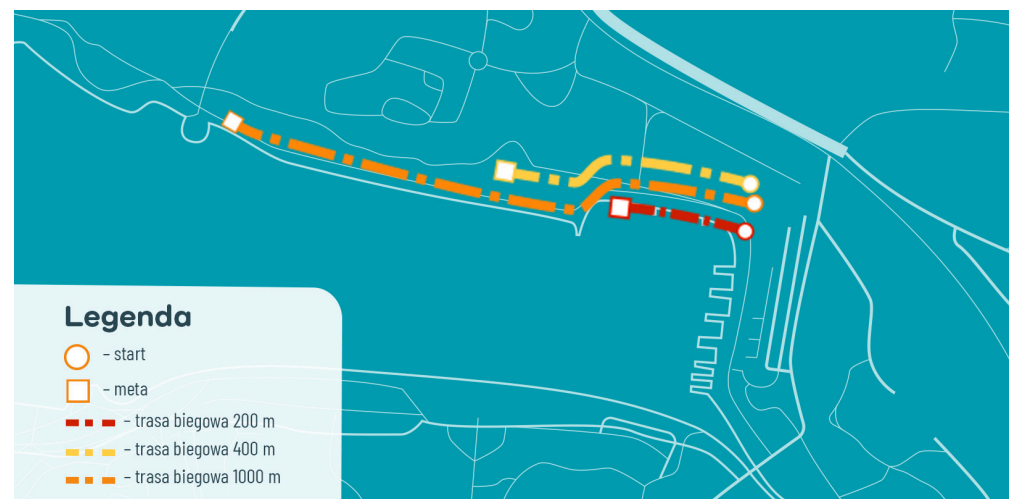 Legenda
– start
– meta
– trasa biegowa 200 m
– trasa biegowa 400 m
– trasa biegowa 1000 m